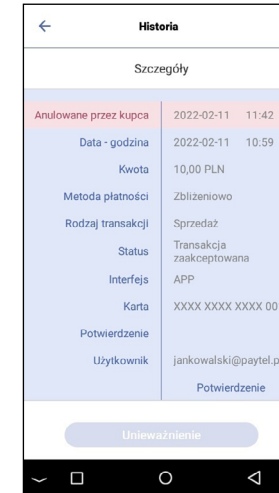 Historia
Szczegóły
Anulowane przez kupca 2022-02-11 11:42
Data - godzina 2022-02-11 10:59
Kwota 10,00 PLN
Metoda płatności Zbliżeniowo
Rodzaj transakcji Sprzedaż
Status Transakcja
zaakceptowana
Interfejs APP
Karta XXXX XXXX XXXX 00
Potwierdzenie
Użytkownik jankowalski@paytel.p
Potwierdzenie
Unieważnienie